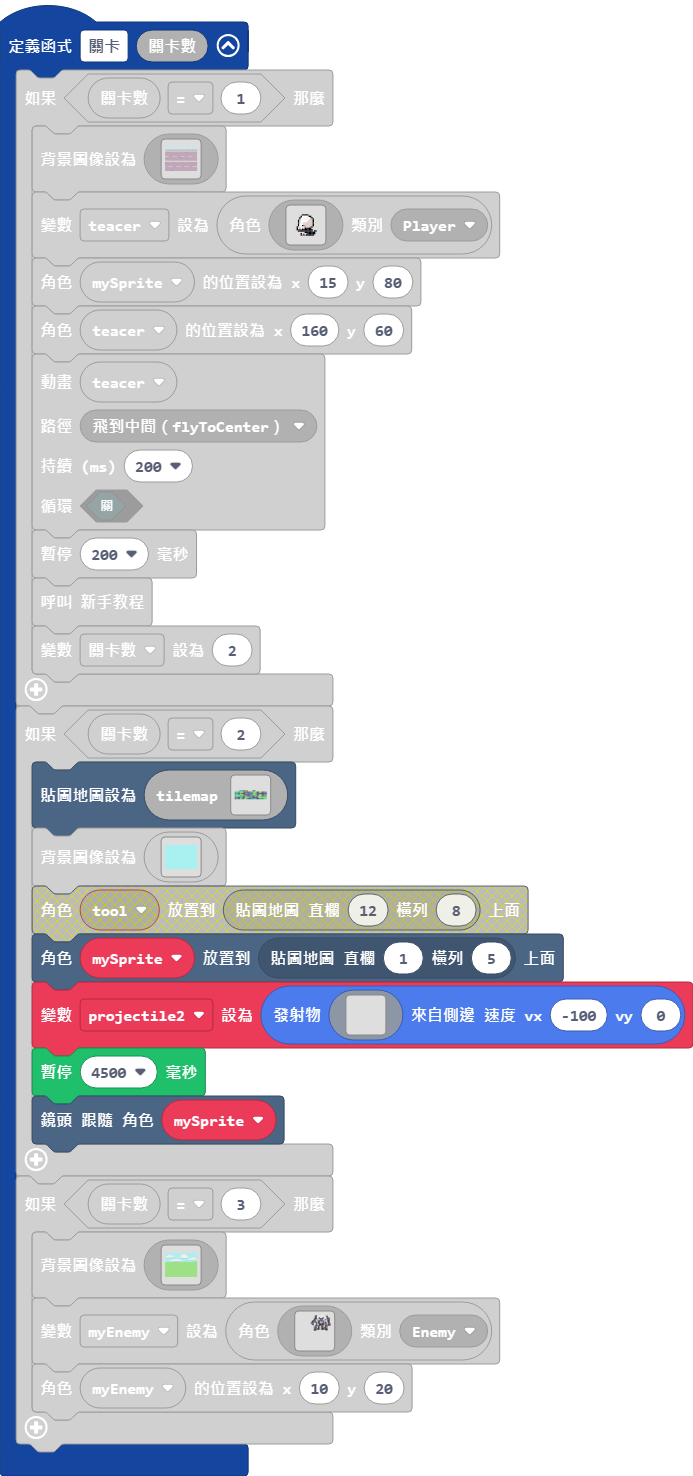 定義函式 關卡 關卡數
如果 關卡數 = 1 那麼
背景圖像設為
變數 teacer 設為 角色 類別 Player
角色 mySprite 的位置設為 x 15 y 80
角色 teacer 的位置設為 x 160 y 60
動畫 teacer
路徑 飛到中間(flyToCenter)
持續 (ms) 200
循環 關
暫停 200 毫秒
呼叫 新手教程
變數 關卡數 設為 2
如果 關卡數 = 2 那麼
貼圖地圖設為 tilemap
背景圖像設為
角色 tool 放置到 貼圖地圖 直欄 12 橫列 8 上面
角色 mySprite 放置到 貼圖地圖 直欄 1 橫列 5 上面
變數 projectile2 設為 發射物 來自側邊 速度 vx -100 vy 0
暫停 4500 毫秒
鏡頭 跟隨 角色 mySprite
如果 關卡數 = 3 那麼
背景圖像設為
變數 myEnemy 設為 角色 類別 Enemy
角色 myEnemy 的位置設為 x 10 y 20